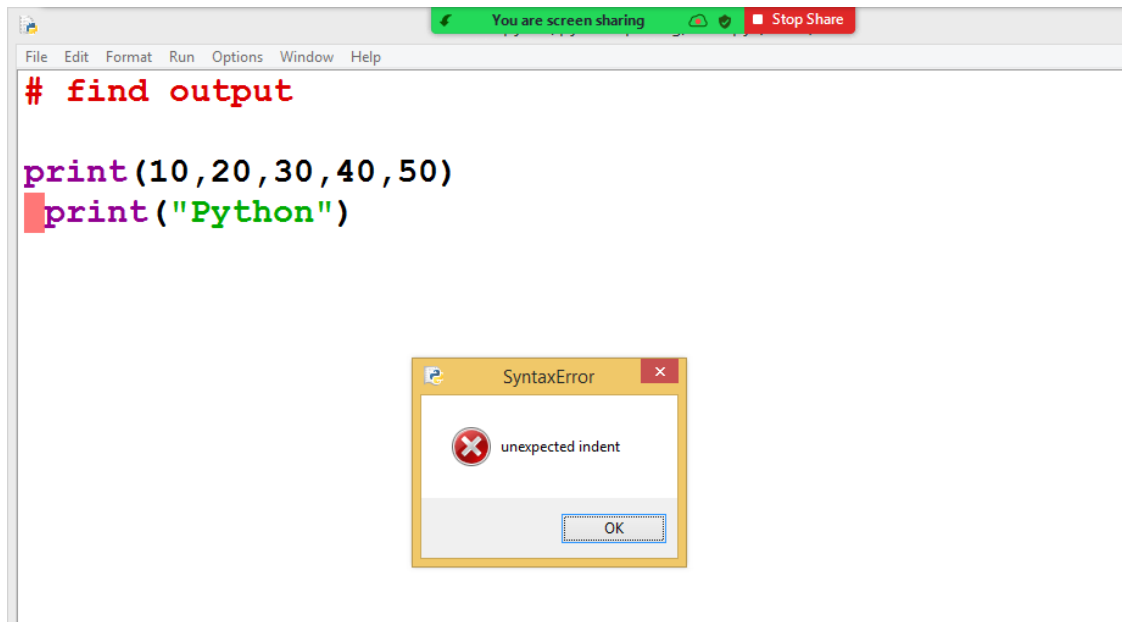 You are screen sharing
Stop Share
File Edit Format Run Options Window Help
# find output
print(10,20,30,40,50)
 print("Python")
SyntaxError
unexpected indent
OK